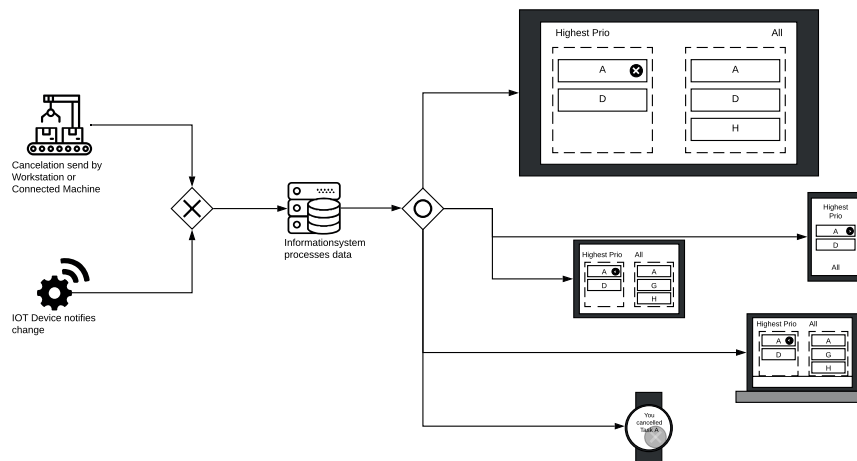 Highest Prio All
A A
D D
H
Cancelation send by
Workstation or
Connected Machine
Informationsystem
processes data
IOT Device notifies
change
Highest
Prio
A
D
All
Highest Prio All
A A
D G
H
Highest Prio All
A A
D G
H
You
cancelled
Task A